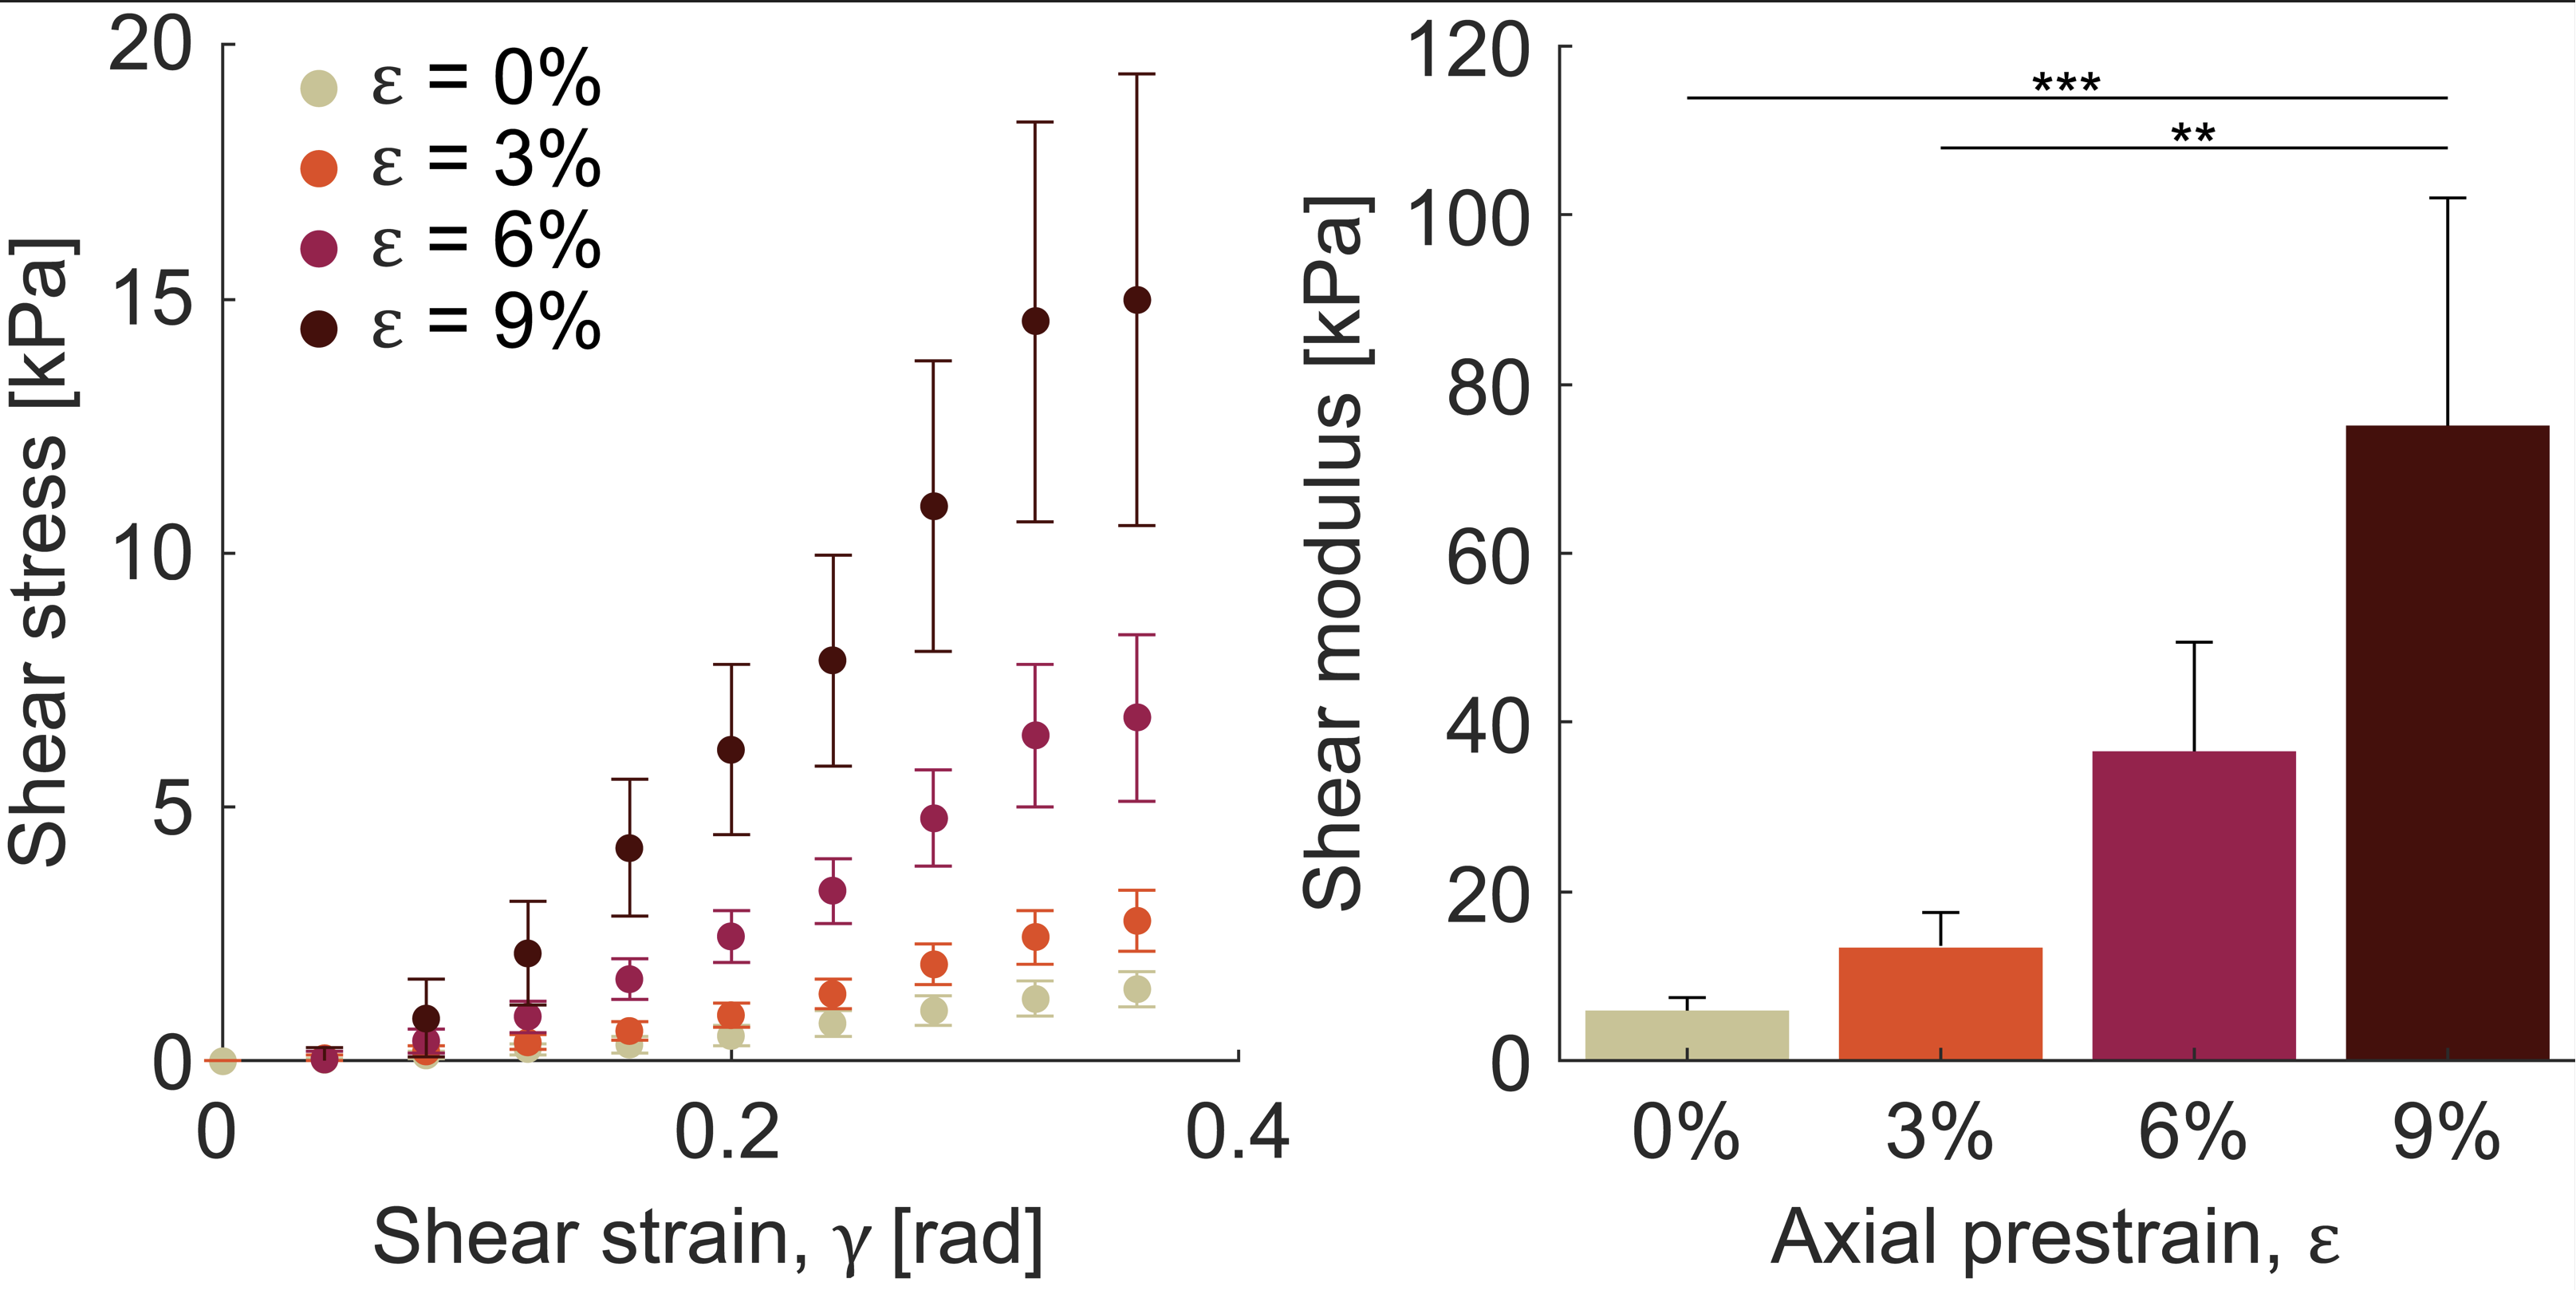 Shear stress [kPa]
20
15
10
5
0
ε = 0%
ε = 3%
ε = 6%
ε = 9%
0 0.2 0.4
Shear strain, γ [rad]
Shear modulus [kPa]
120
100
80
60
40
20
0
***
**
0% 3% 6% 9%
Axial prestrain, ε